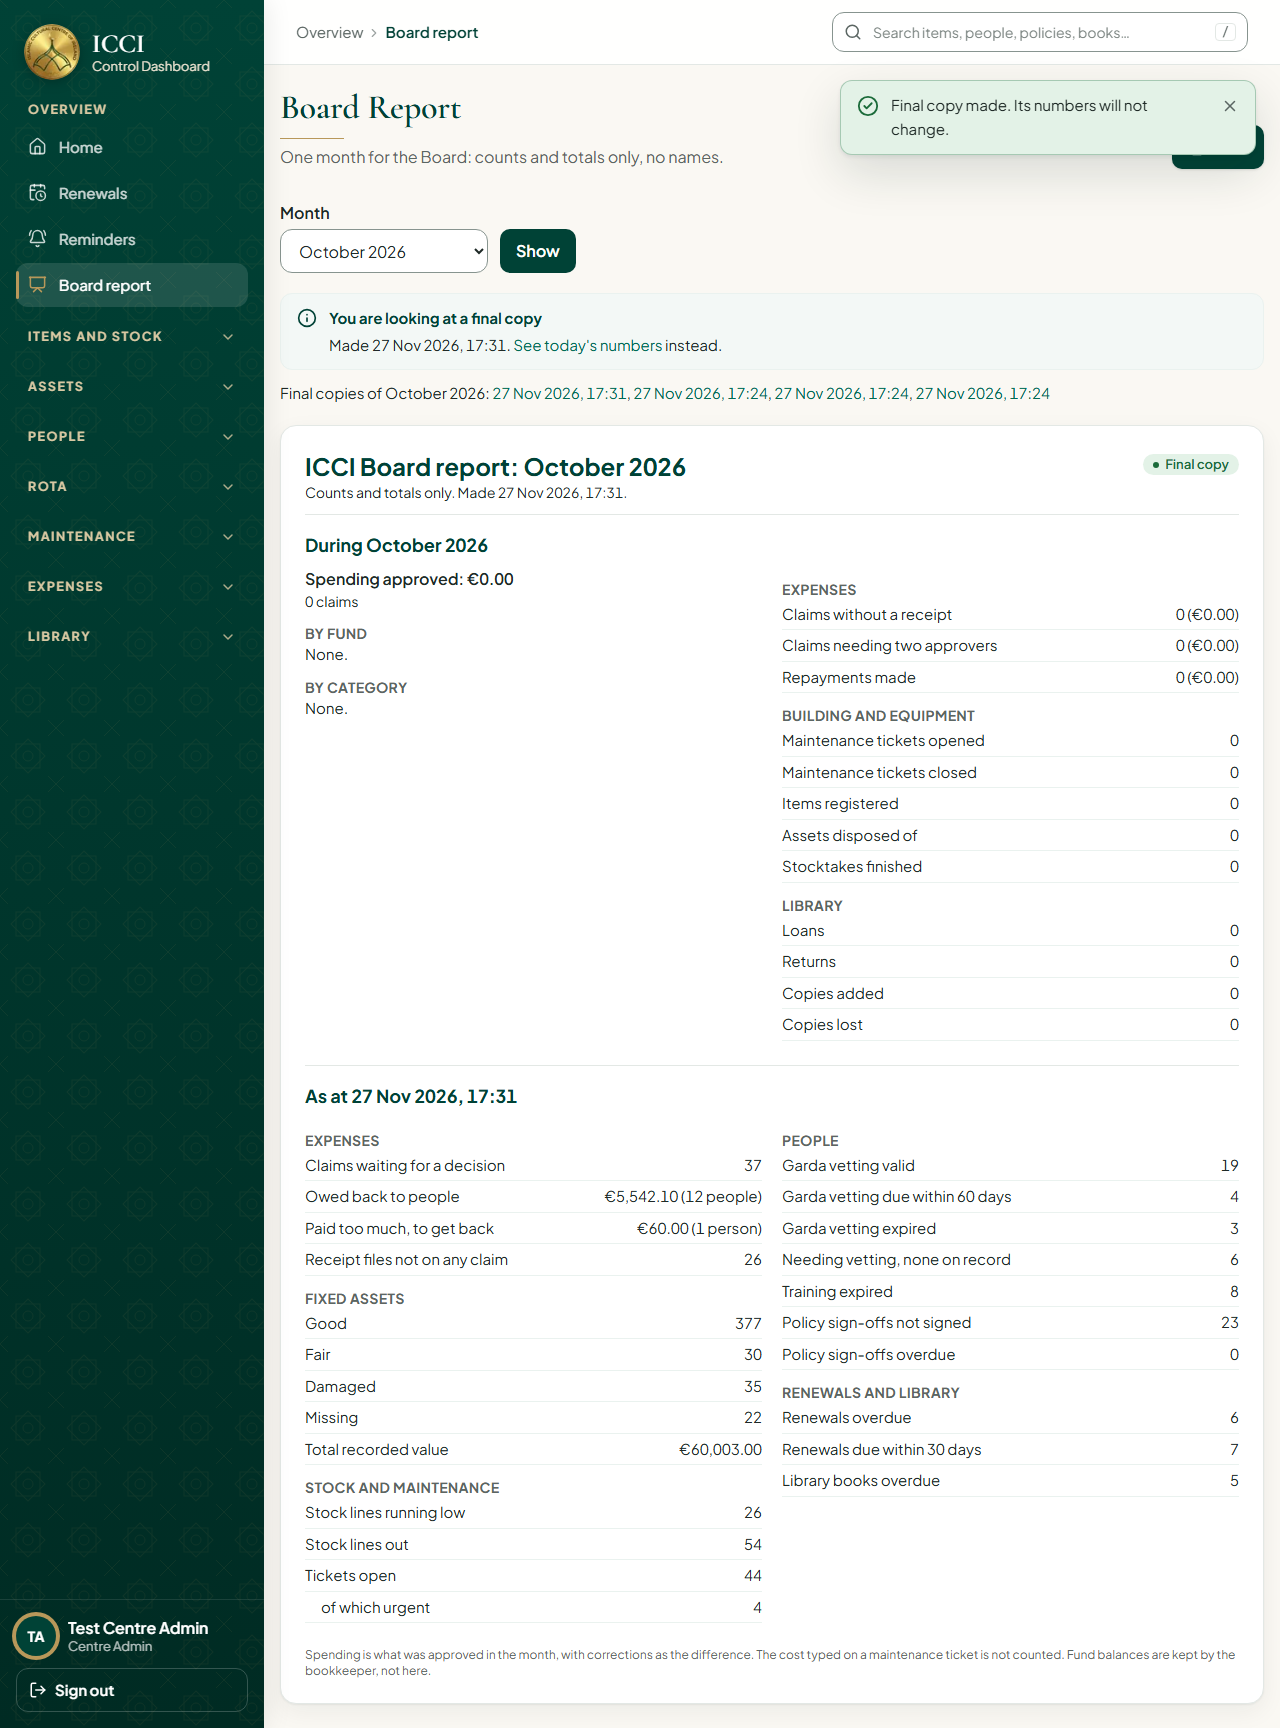 ICCI
Control Dashboard
OVERVIEW
Home
Renewals
Reminders
Board report
ITEMS AND STOCK
ASSETS
PEOPLE
ROTA
MAINTENANCE
EXPENSES
LIBRARY
Test Centre Admin
TA
Centre Admin
Sign out
Overview > Board report
Search items, people, policies, books... /
Board Report
One month for the Board: counts and totals only, no names.
Final copy made. Its numbers will not
change.
Month
October 2026
Show
You are looking at a final copy
Made 27 Nov 2026, 17:31. See today's numbers instead.
Final copies of October 2026: 27 Nov 2026, 17:31, 27 Nov 2026, 17:24, 27 Nov 2026, 17:24, 27 Nov 2026, 17:24
ICCI Board report: October 2026
Final copy
Counts and totals only. Made 27 Nov 2026, 17:31.
During October 2026
Spending approved: €0.00
0 claims
BY FUND
None.
BY CATEGORY
None.
EXPENSES
Claims without a receipt 0 (€0.00)
Claims needing two approvers 0 (€0.00)
Repayments made 0 (€0.00)
BUILDING AND EQUIPMENT
Maintenance tickets opened 0
Maintenance tickets closed 0
Items registered 0
Assets disposed of 0
Stocktakes finished 0
LIBRARY
Loans 0
Returns 0
Copies added 0
Copies lost 0
As at 27 Nov 2026, 17:31
EXPENSES
Claims waiting for a decision 37
Owed back to people €5,542.10 (12 people)
Paid too much, to get back €60.00 (1 person)
Receipt files not on any claim 26
FIXED ASSETS
Good 377
Fair 30
Damaged 35
Missing 22
Total recorded value €60,003.00
STOCK AND MAINTENANCE
Stock lines running low 26
Stock lines out 54
Tickets open 44
of which urgent 4
PEOPLE
Garda vetting valid 19
Garda vetting due within 60 days 4
Garda vetting expired 3
Needing vetting, none on record 6
Training expired 8
Policy sign-offs not signed 23
Policy sign-offs overdue 0
RENEWALS AND LIBRARY
Renewals overdue 6
Renewals due within 30 days 7
Library books overdue 5
Spending is what was approved in the month, with corrections as the difference. The cost typed on a maintenance ticket is not counted. Fund balances are kept by the
bookkeeper, not here.